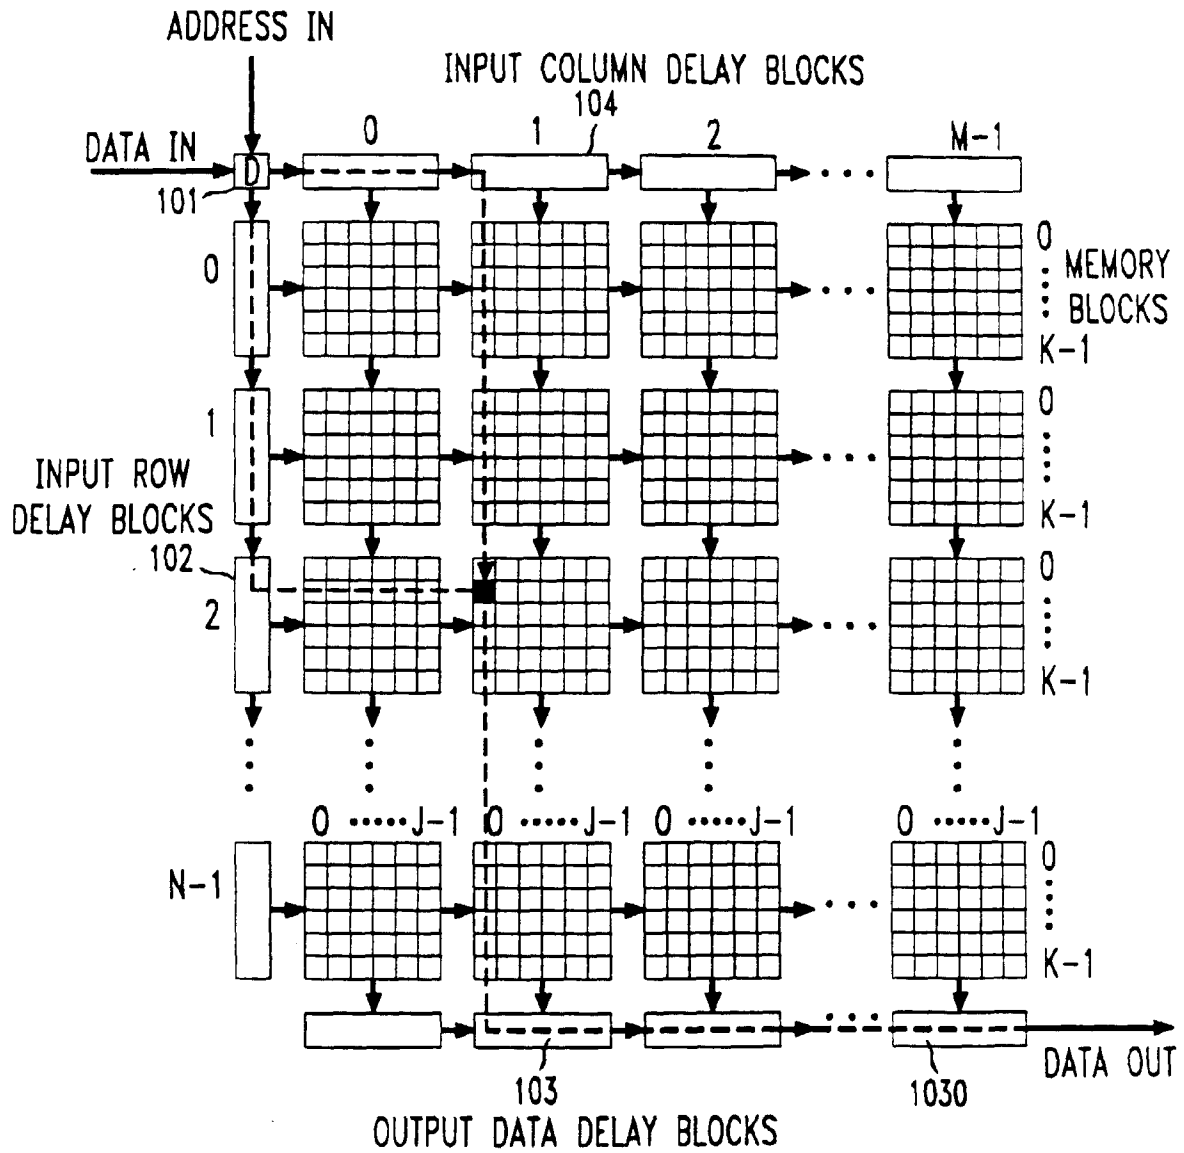 ADDRESS IN
INPUT COLUMN DELAY BLOCKS
104
0 1 2 M-1
DATA IN
D
101
0
0
MEMORY
BLOCKS
K-1
1
0
INPUT ROW
DELAY BLOCKS
K-1
102
0
2
K-1
0 ······J-1 0 ······J-1 0 ······J-1 0 ······J-1
N-1
0
K-1
103
1030
DATA OUT
OUTPUT DATA DELAY BLOCKS